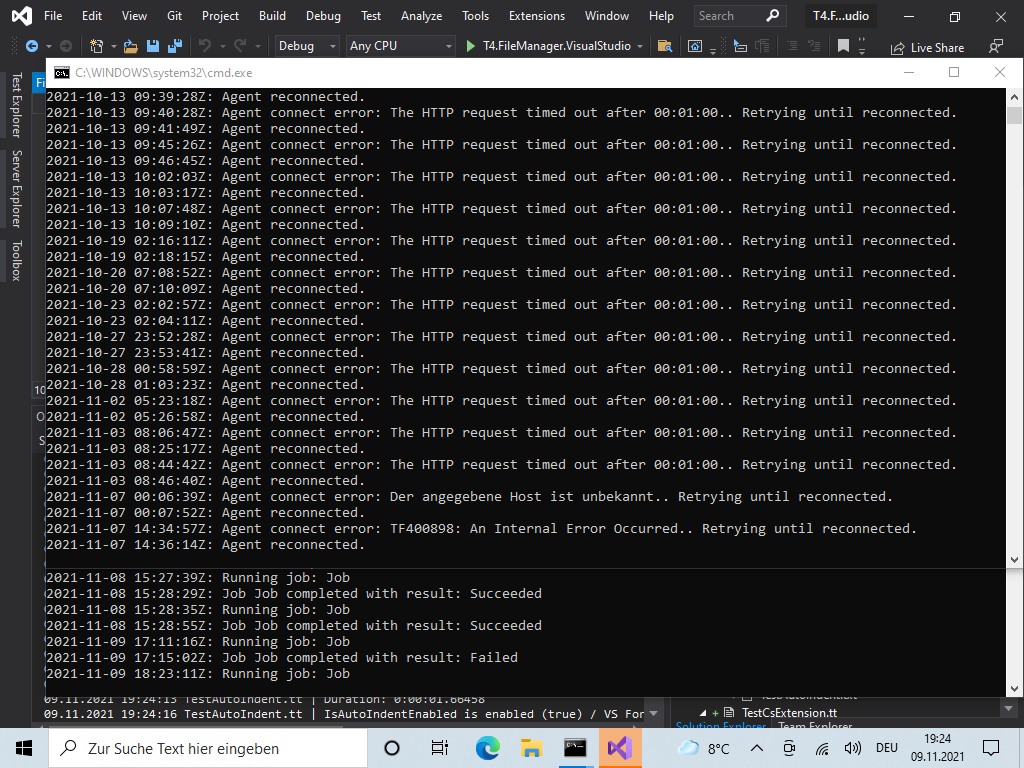 File Edit View Git Project Build Debug Test Analyze Tools Extensions Window Help Search T4.F...udio
Debug Any CPU T4.FileManager.VisualStudio Live Share
C:\WINDOWS\system32\cmd.exe
Test Explorer
Server Explorer
Toolbox
Fi
2021-10-13 09:39:28Z: Agent reconnected.
2021-10-13 09:40:28Z: Agent connect error: The HTTP request timed out after 00:01:00.. Retrying until reconnected.
2021-10-13 09:41:49Z: Agent reconnected.
2021-10-13 09:45:26Z: Agent connect error: The HTTP request timed out after 00:01:00.. Retrying until reconnected.
2021-10-13 09:46:45Z: Agent reconnected.
2021-10-13 10:02:03Z: Agent connect error: The HTTP request timed out after 00:01:00.. Retrying until reconnected.
2021-10-13 10:03:17Z: Agent reconnected.
2021-10-13 10:07:48Z: Agent connect error: The HTTP request timed out after 00:01:00.. Retrying until reconnected.
2021-10-13 10:09:10Z: Agent reconnected.
2021-10-19 02:16:11Z: Agent connect error: The HTTP request timed out after 00:01:00.. Retrying until reconnected.
2021-10-19 02:18:15Z: Agent reconnected.
2021-10-20 07:08:52Z: Agent connect error: The HTTP request timed out after 00:01:00.. Retrying until reconnected.
2021-10-20 07:10:09Z: Agent reconnected.
2021-10-23 02:02:57Z: Agent connect error: The HTTP request timed out after 00:01:00.. Retrying until reconnected.
2021-10-23 02:04:11Z: Agent reconnected.
2021-10-27 23:52:28Z: Agent connect error: The HTTP request timed out after 00:01:00.. Retrying until reconnected.
2021-10-27 23:53:41Z: Agent reconnected.
2021-10-28 00:58:59Z: Agent connect error: The HTTP request timed out after 00:01:00.. Retrying until reconnected.
2021-10-28 01:03:23Z: Agent reconnected.
2021-11-02 05:23:18Z: Agent connect error: The HTTP request timed out after 00:01:00.. Retrying until reconnected.
2021-11-02 05:26:58Z: Agent reconnected.
2021-11-03 08:06:47Z: Agent connect error: The HTTP request timed out after 00:01:00.. Retrying until reconnected.
2021-11-03 08:25:17Z: Agent reconnected.
2021-11-03 08:44:42Z: Agent connect error: The HTTP request timed out after 00:01:00.. Retrying until reconnected.
2021-11-03 08:46:40Z: Agent reconnected.
2021-11-07 00:06:39Z: Agent connect error: Der angegebene Host ist unbekannt.. Retrying until reconnected.
2021-11-07 00:07:52Z: Agent reconnected.
2021-11-07 14:34:57Z: Agent connect error: TF400898: An Internal Error Occurred.. Retrying until reconnected.
2021-11-07 14:36:14Z: Agent reconnected.
2021-11-08 15:27:39Z: Running job: Job
2021-11-08 15:28:29Z: Job Job completed with result: Succeeded
2021-11-08 15:28:35Z: Running job: Job
2021-11-08 15:28:55Z: Job Job completed with result: Succeeded
2021-11-09 17:11:16Z: Running job: Job
2021-11-09 17:15:02Z: Job Job completed with result: Failed
2021-11-09 18:23:11Z: Running job: Job
09.11.2021 19:24:13 TestAutoIndent.tt | Duration: 0:00:01.66458
09.11.2021 19:24:16 TestAutoIndent.tt | IsAutoIndentEnabled is enabled (true) / VS For
TestAutoIndent.tt
TestCsExtension.tt
Solution Explorer Team Explorer
Zur Suche Text hier eingeben
8°C DEU 19:24
09.11.2021